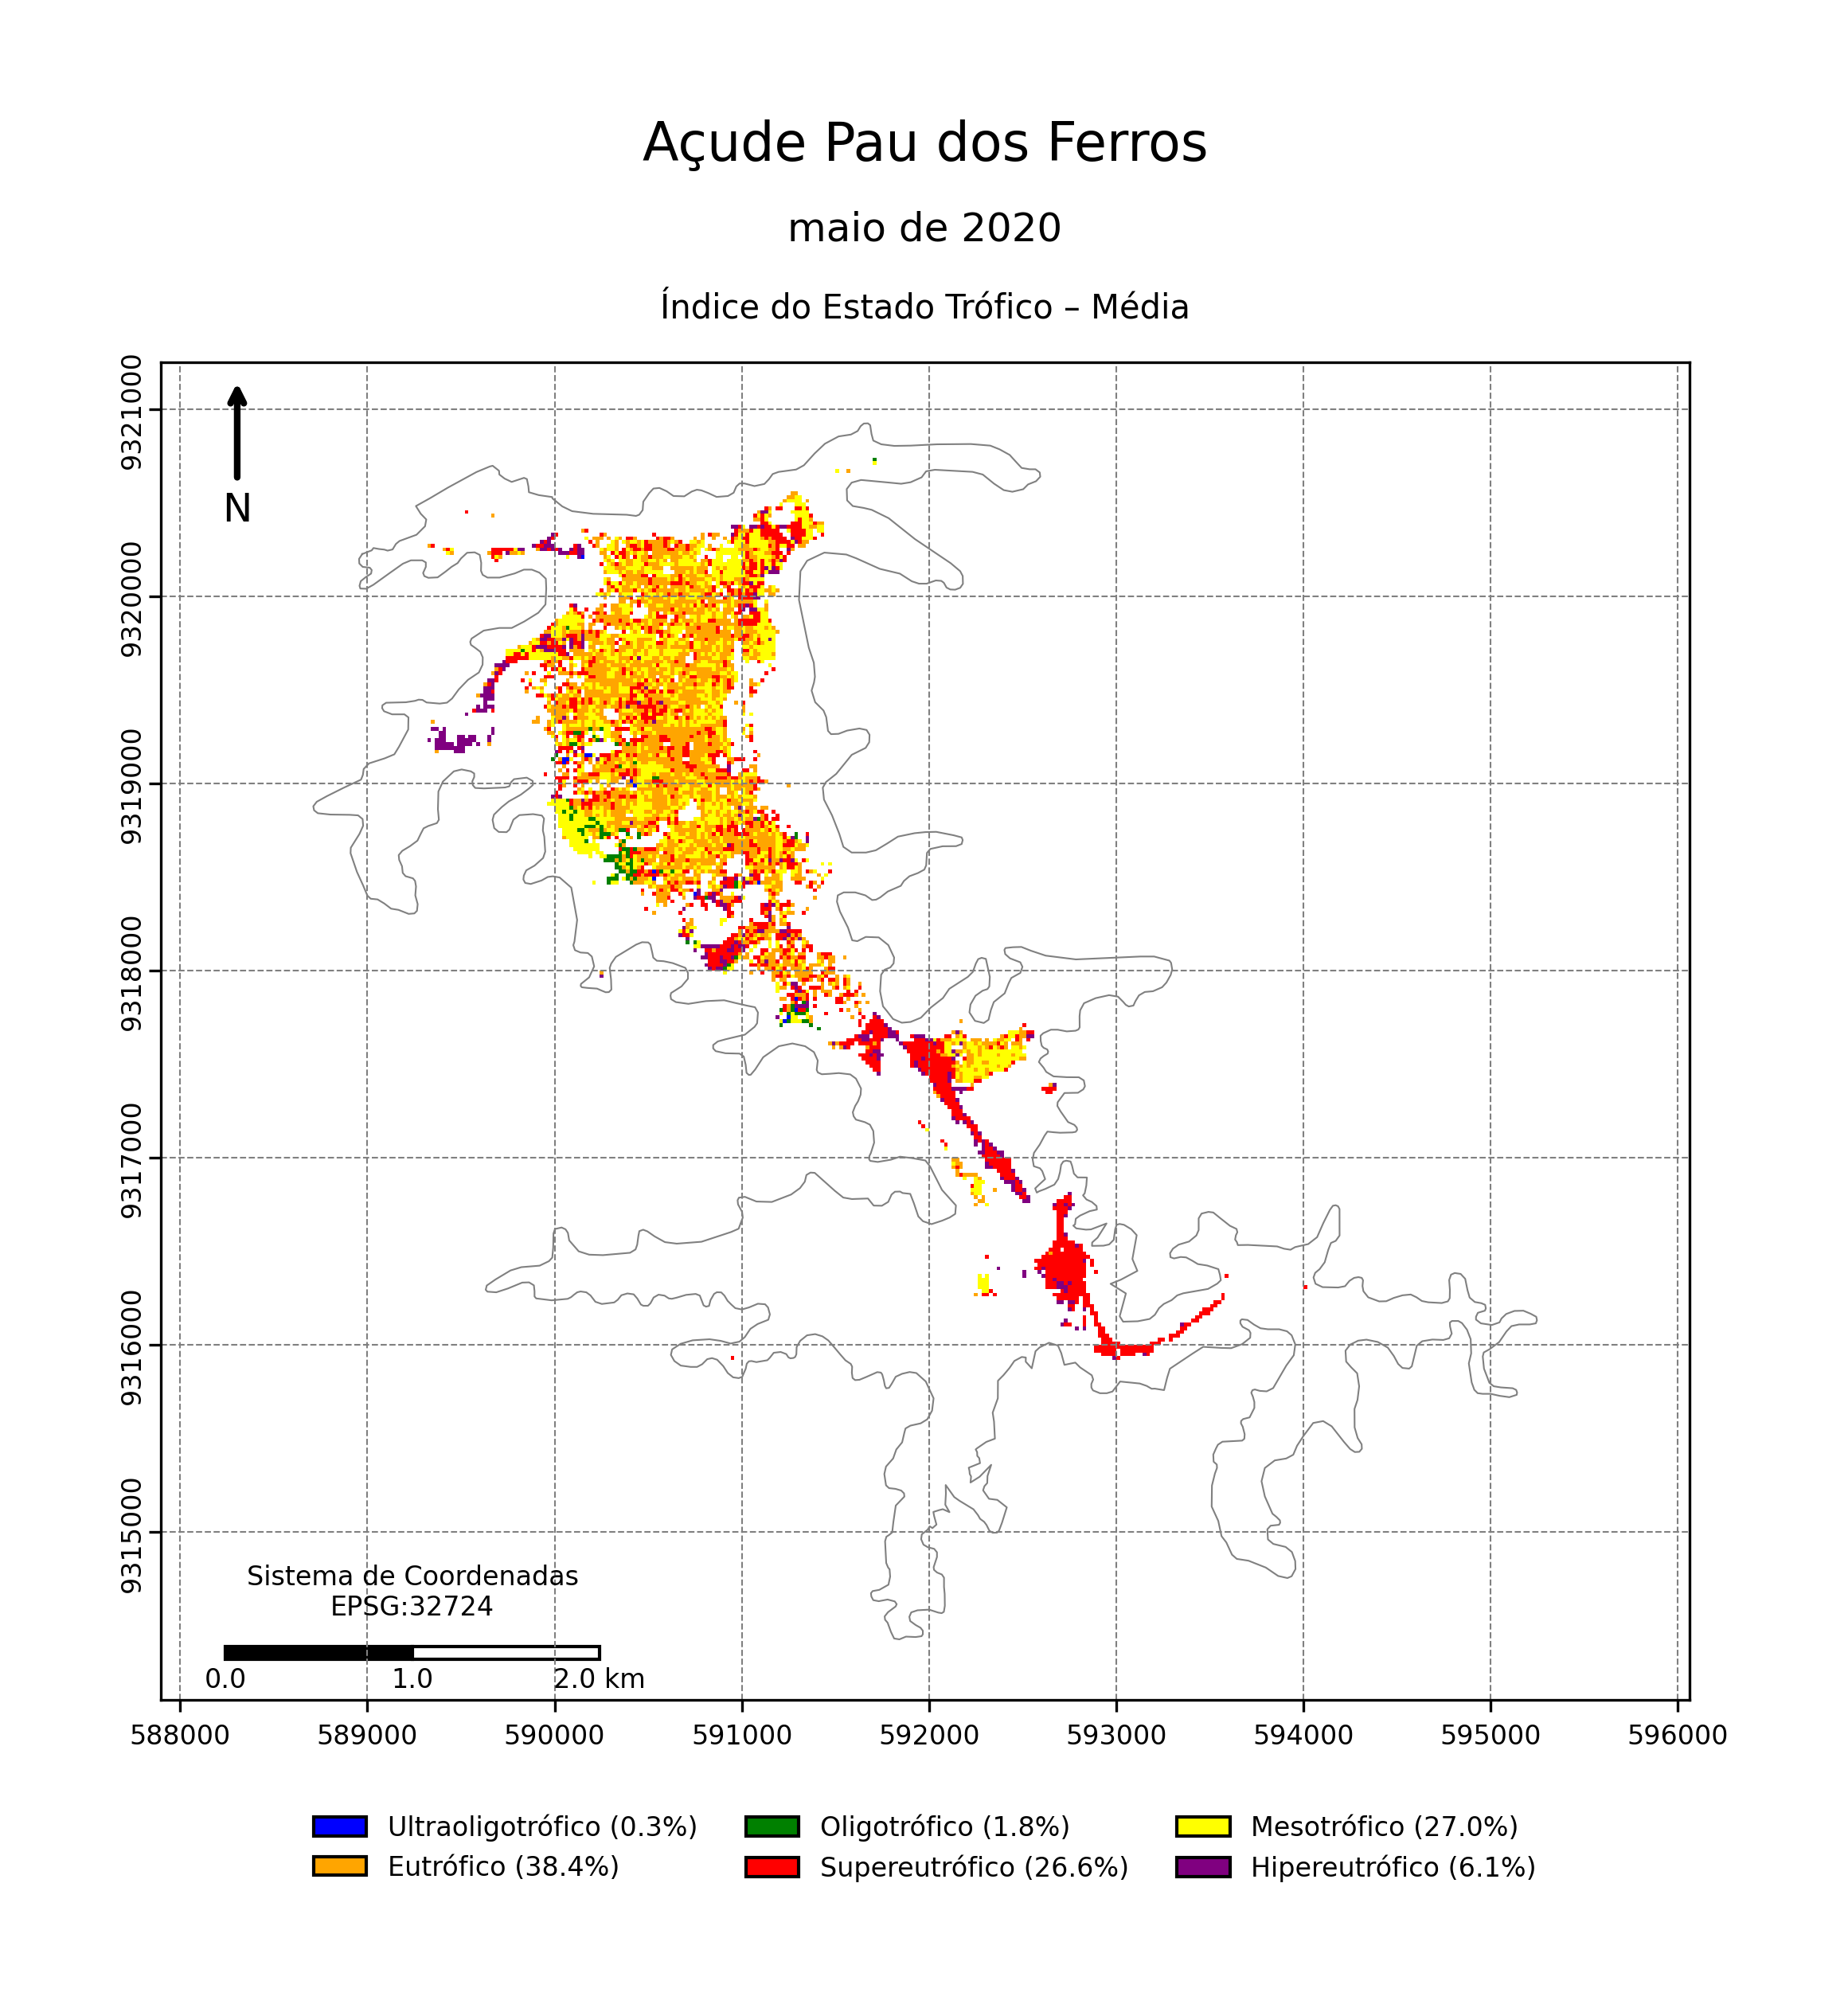 Açude Pau dos Ferros
maio de 2020
Índice do Estado Trófico – Média
9321000
9320000
9319000
9318000
9317000
9316000
9315000
N
Sistema de Coordenadas
EPSG:32724
0.0 1.0 2.0 km
588000 589000 590000 591000 592000 593000 594000 595000 596000
Ultraoligotrófico (0.3%) Oligotrófico (1.8%) Mesotrófico (27.0%)
Eutrófico (38.4%) Supereutrófico (26.6%) Hipereutrófico (6.1%)